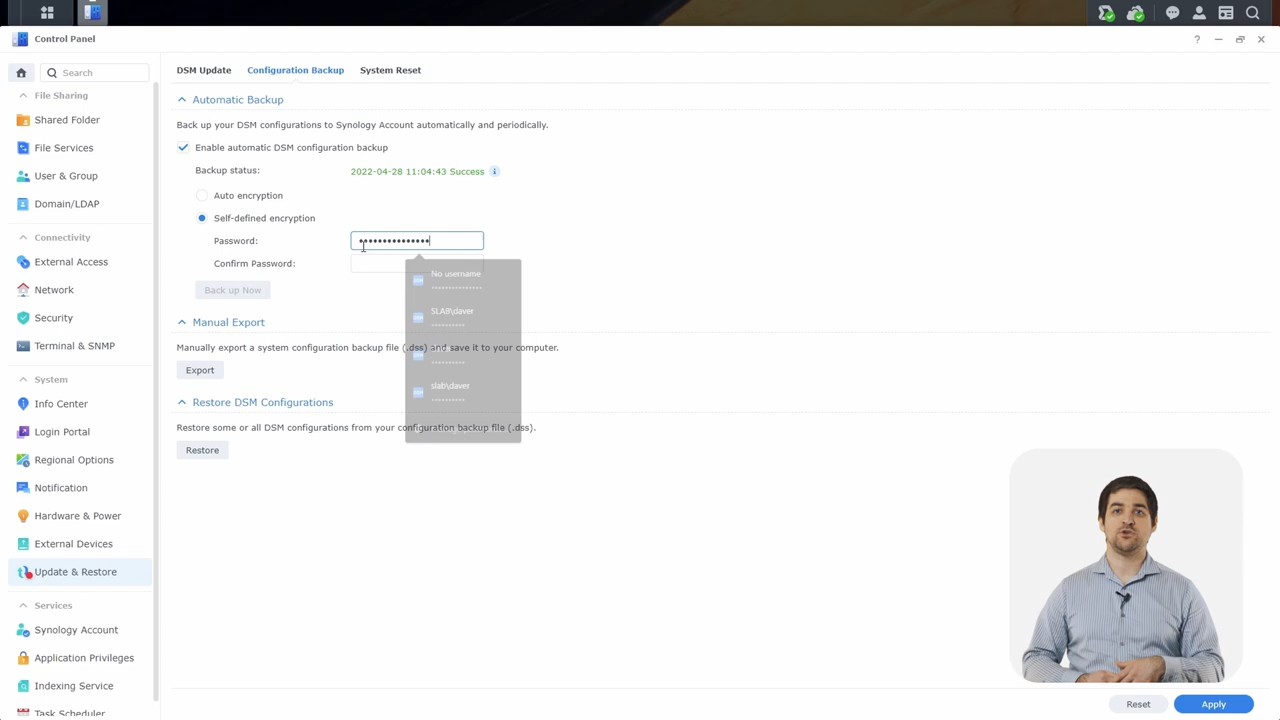 Control Panel
?
Search
File Sharing
Shared Folder
File Services
User & Group
Domain/LDAP
Connectivity
External Access
Network
Security
Terminal & SNMP
System
Info Center
Login Portal
Regional Options
Notification
Hardware & Power
External Devices
Update & Restore
Services
Synology Account
Application Privileges
Indexing Service
Task Scheduler
DSM Update
Configuration Backup
System Reset
Automatic Backup
Back up your DSM configurations to Synology Account automatically and periodically.
Enable automatic DSM configuration backup
Backup status:
2022-04-28 11:04:43 Success
Auto encryption
Self-defined encryption
Password:
•••••••••••••••
Confirm Password:
No username
SLAB\daver
slab\daver
Back up Now
Manual Export
Manually export a system configuration backup file (.dss) and save it to your computer.
Export
Restore DSM Configurations
Restore some or all DSM configurations from your configuration backup file (.dss).
Restore
Reset
Apply